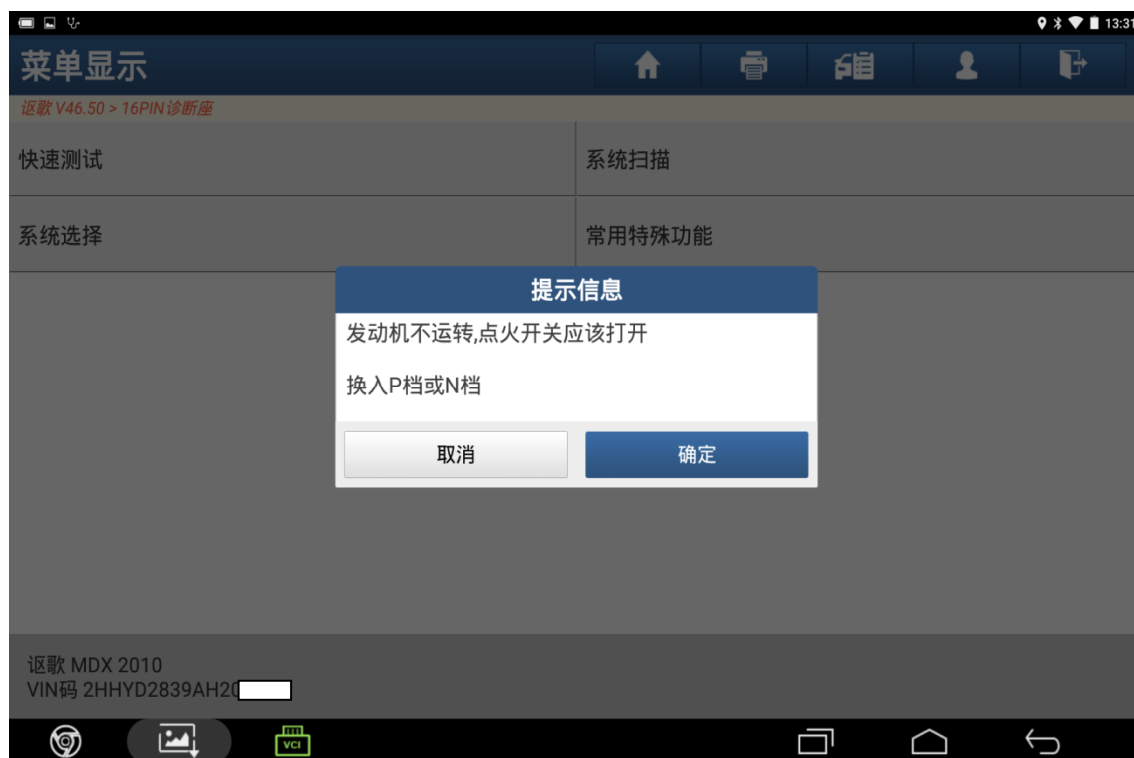 13:31
菜单显示
讴歌 V46.50 > 16PIN诊断座
快速测试
系统扫描
系统选择
常用特殊功能
提示信息
发动机不运转,点火开关应该打开
换入P档或N档
取消
确定
讴歌 MDX 2010
VIN码 2HHYD2839AH20
VCI